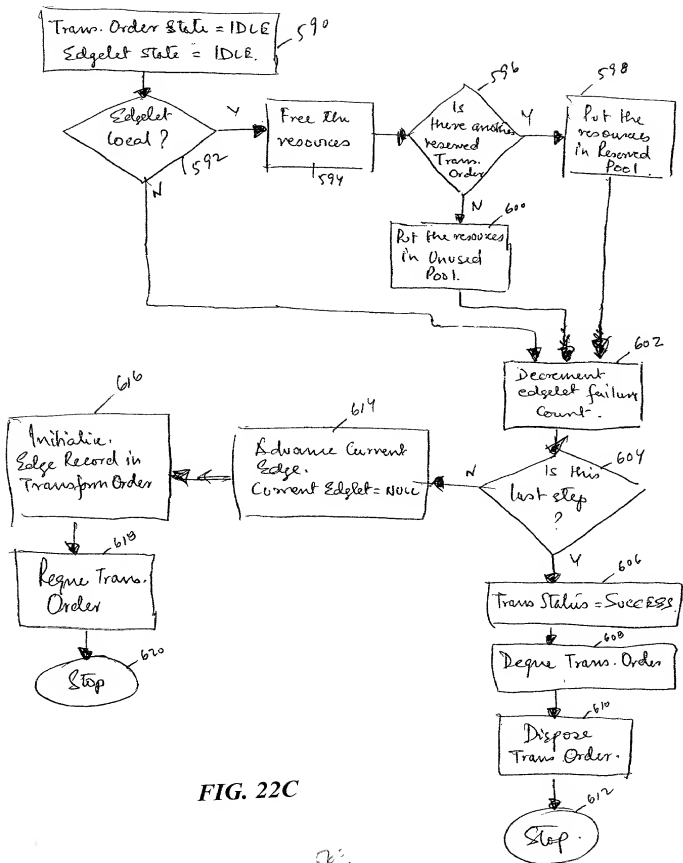 Trans. Order State = IDLE
Edgelet State = IDLE.
590
Edgelet
local?
592
Y
N
Free the
resources
594
596
Is
there another
reserved
Trans.
Order
Y
N
598
Put the
resources
in Reserved
Pool.
600
Put the resources
in Unused
Pool.
602
Decrement
edgelet failure
Count.
604
Is this
last step
?
N
Y
614
Advance Current
Edge.
Current Edglet = NULL
616
Initialize.
Edge Record in
Transform Order
618
Reque Trans.
Order
620
Stop
606
Trans Status = SUCCESS.
608
Deque Trans. Order
610
Dispose
Trans Order.
612
Stop.
FIG. 22C